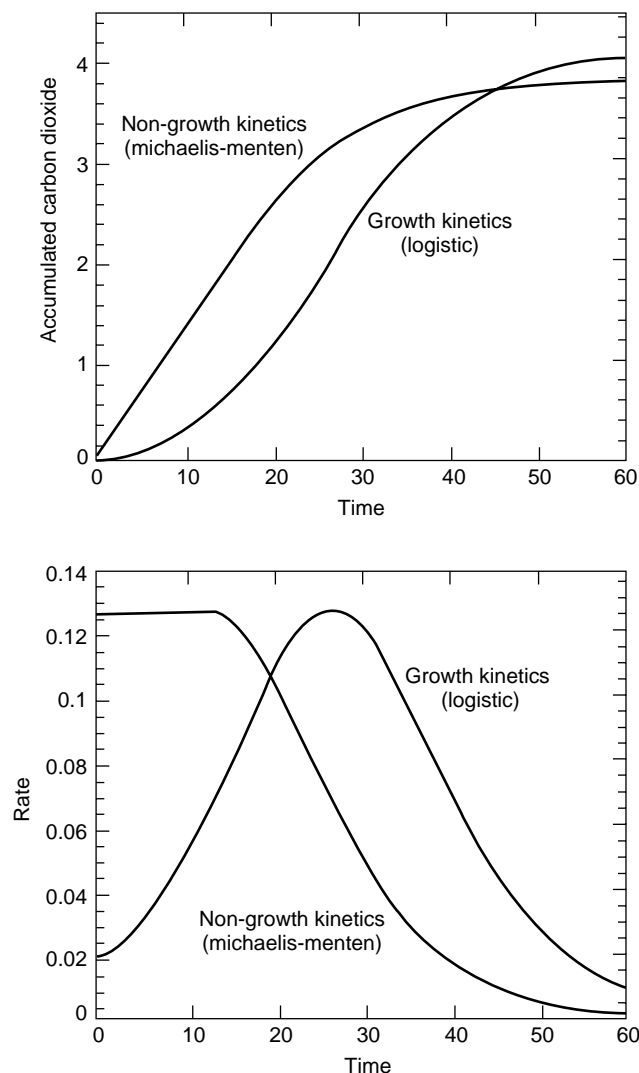 4
3
2
1
0
Accumulated carbon dioxide
Non-growth kinetics
(michaelis-menten)
Growth kinetics
(logistic)
0 10 20 30 40 50 60
Time
0.14
0.12
0.1
0.08
0.06
0.04
0.02
0
Rate
Growth kinetics
(logistic)
Non-growth kinetics
(michaelis-menten)
0 10 20 30 40 50 60
Time